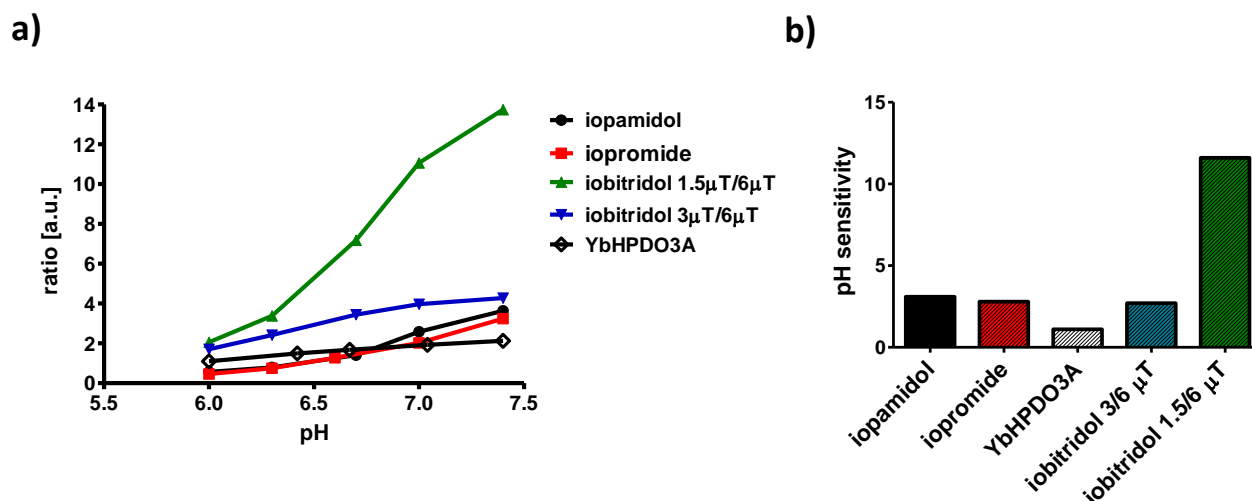 a)
ratio [a.u.]
14
12
10
8
6
4
2
0
5.5 6.0 6.5 7.0 7.5
pH
iopamidol
iopromide
iobitridol 1.5μT/6μT
iobitridol 3μT/6μT
YbHPDO3A
b)
pH sensitivity
15
10
5
0
iopamidol
iopromide
YbHPDO3A
iobitridol 3/6 μT
iobitridol 1.5/6 μT